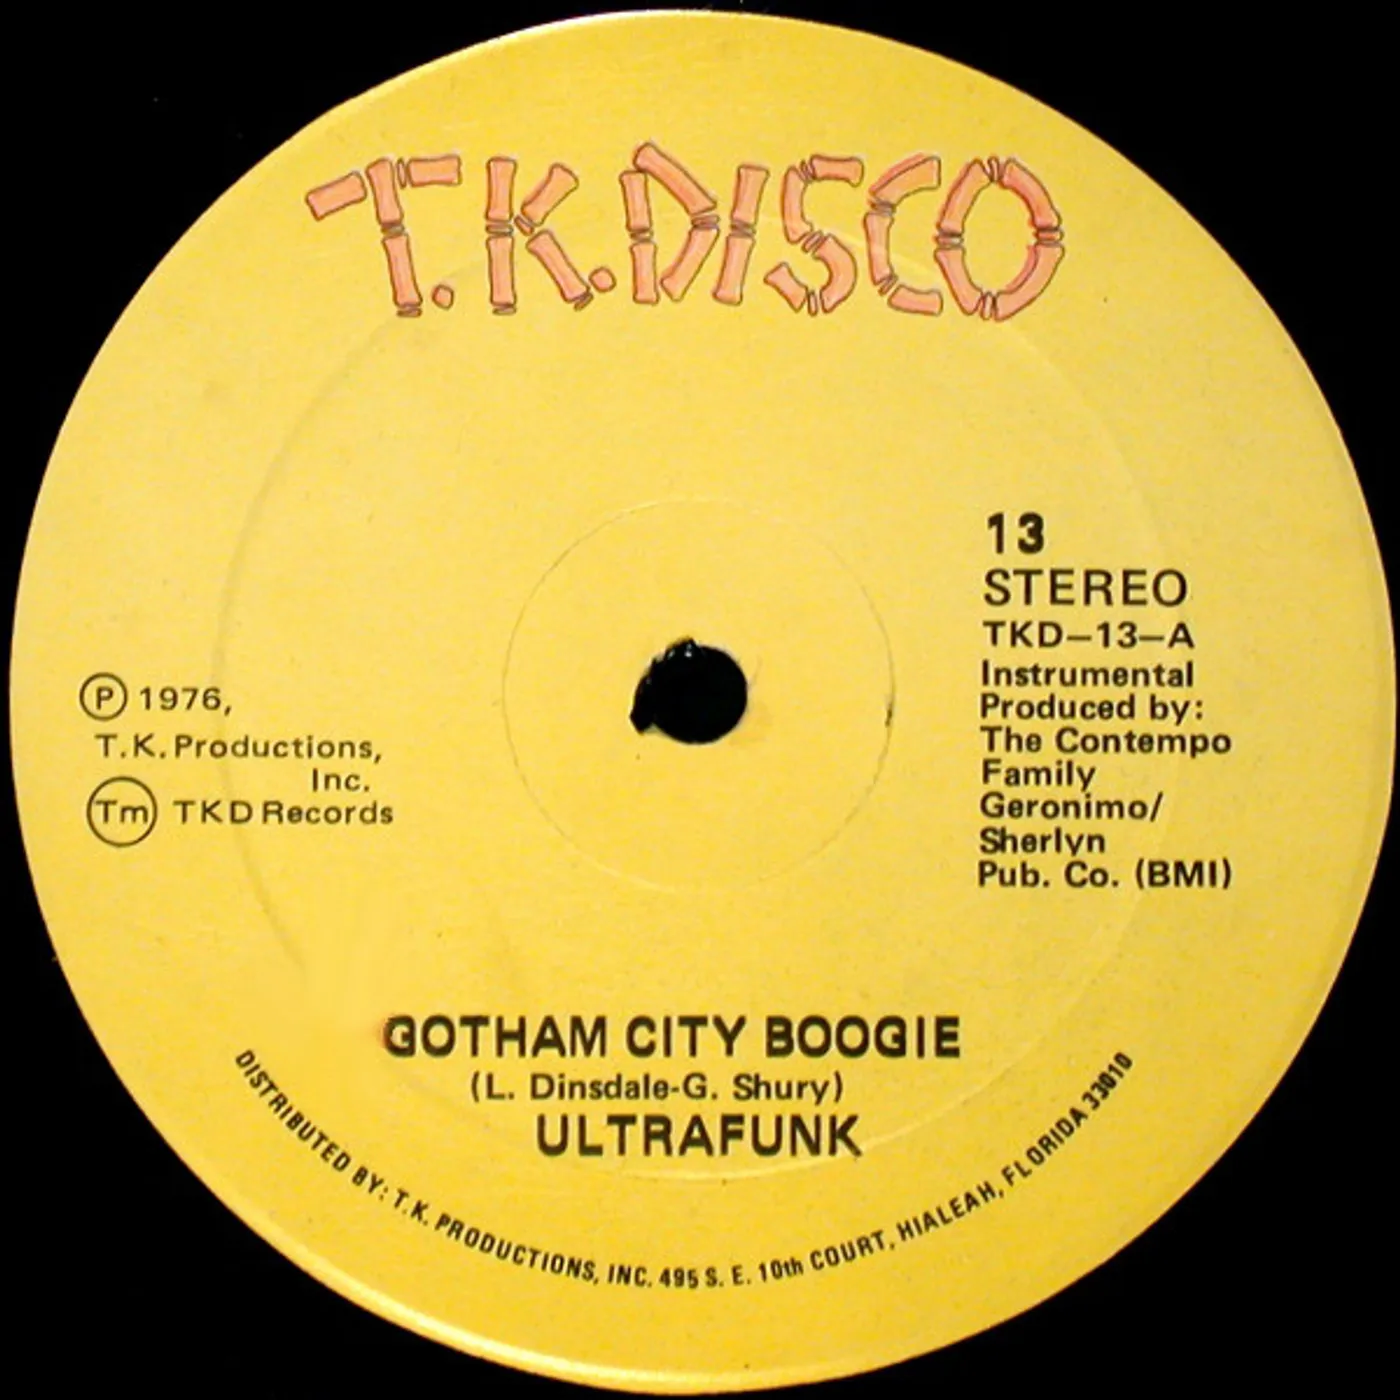 T.K.DISCO
13
STEREO
TKD–13–A
Instrumental
Produced by:
The Contempo
Family
Geronimo/
Sherlyn
Pub. Co. (BMI)
Ⓟ 1976,
T.K.Productions,
Inc.
Tm TKD Records
GOTHAM CITY BOOGIE
(L. Dinsdale-G. Shury)
ULTRAFUNK
DISTRIBUTED BY: T.K. PRODUCTIONS, INC. 495 S. E. 10th COURT, HIALEAH, FLORIDA 33010